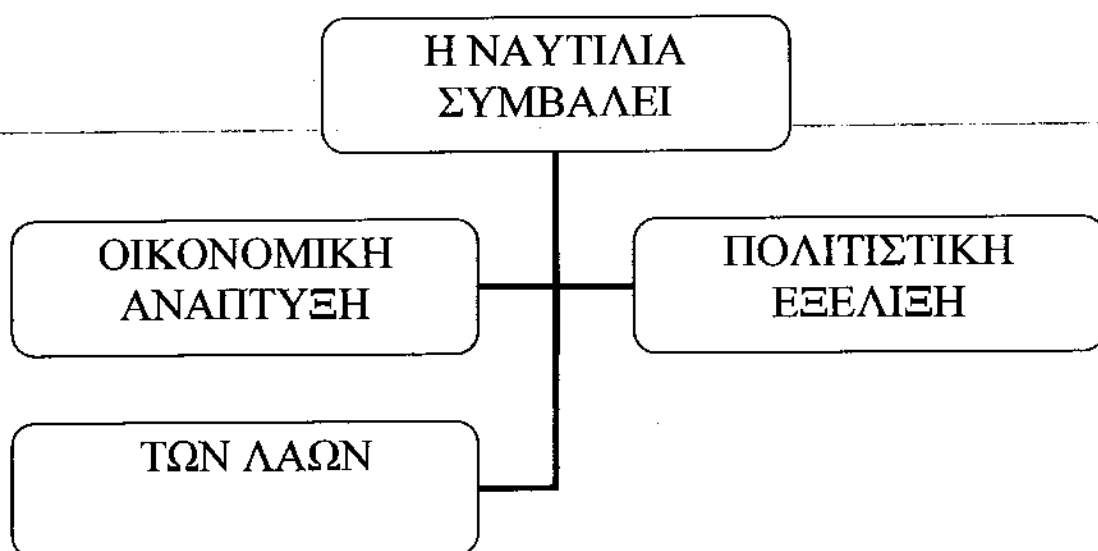 Η ΝΑΥΤΙΛΙΑ
ΣΥΜΒΑΛΕΙ
ΟΙΚΟΝΟΜΙΚΗ
ΑΝΑΠΤΥΞΗ
ΠΟΛΙΤΙΣΤΙΚΗ
ΕΞΕΛΙΞΗ
ΤΩΝ ΛΑΩΝ